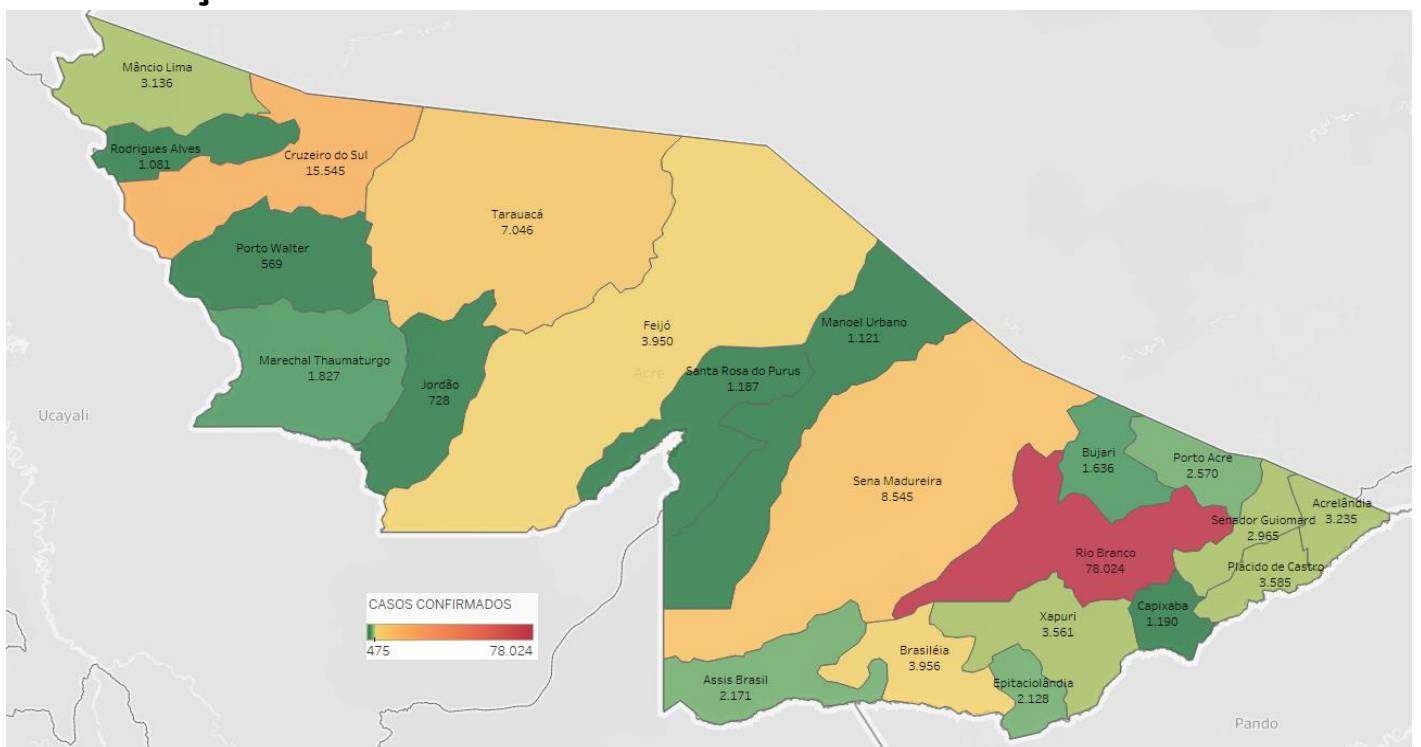 Mâncio Lima
3.136
Rodrigues Alves
1.081
Cruzeiro do Sul
15.545
Tarauacá
7.046
Porto Walter
569
Feijó
3.950
Acre
Manoel Urbano
1.121
Marechal Thaumaturgo
1.827
Jordão
728
Santa Rosa do Purus
1.187
Ucayali
Sena Madureira
8.545
Bujari
1.636
Porto Acre
2.570
Acrelândia
3.235
Senador Guiomard
2.965
Rio Branco
78.024
Plácido de Castro
3.585
Capixaba
1.190
Xapuri
3.561
Brasiléia
3.956
Assis Brasil
2.171
Epitaciolândia
2.128
Pando
CASOS CONFIRMADOS
475 78.024